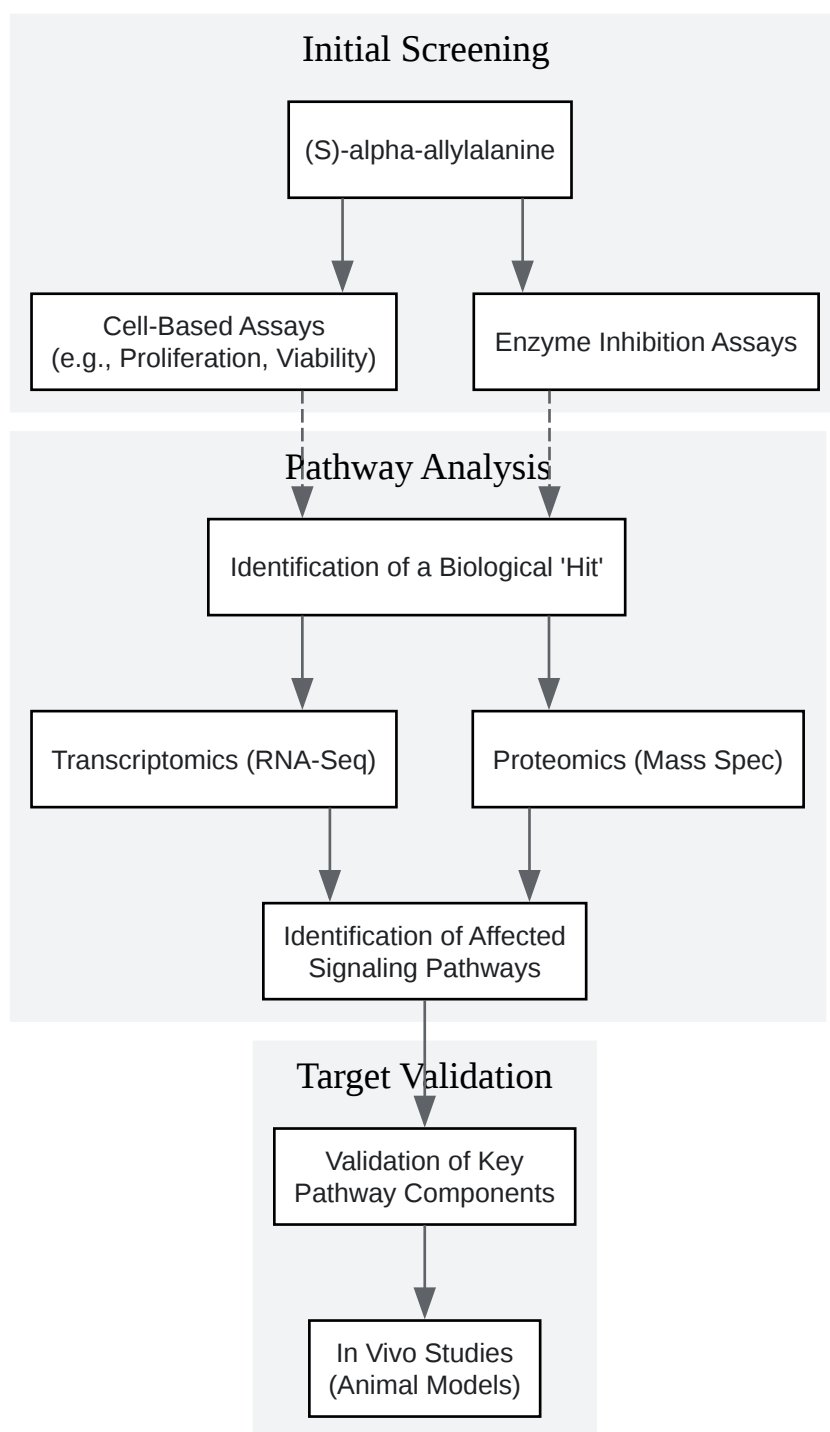 Initial Screening
(S)-alpha-allylalanine
Cell-Based Assays
(e.g., Proliferation, Viability)
Enzyme Inhibition Assays
Pathway Analysis
Identification of a Biological 'Hit'
Transcriptomics (RNA-Seq)
Proteomics (Mass Spec)
Identification of Affected
Signaling Pathways
Target Validation
Validation of Key
Pathway Components
In Vivo Studies
(Animal Models)